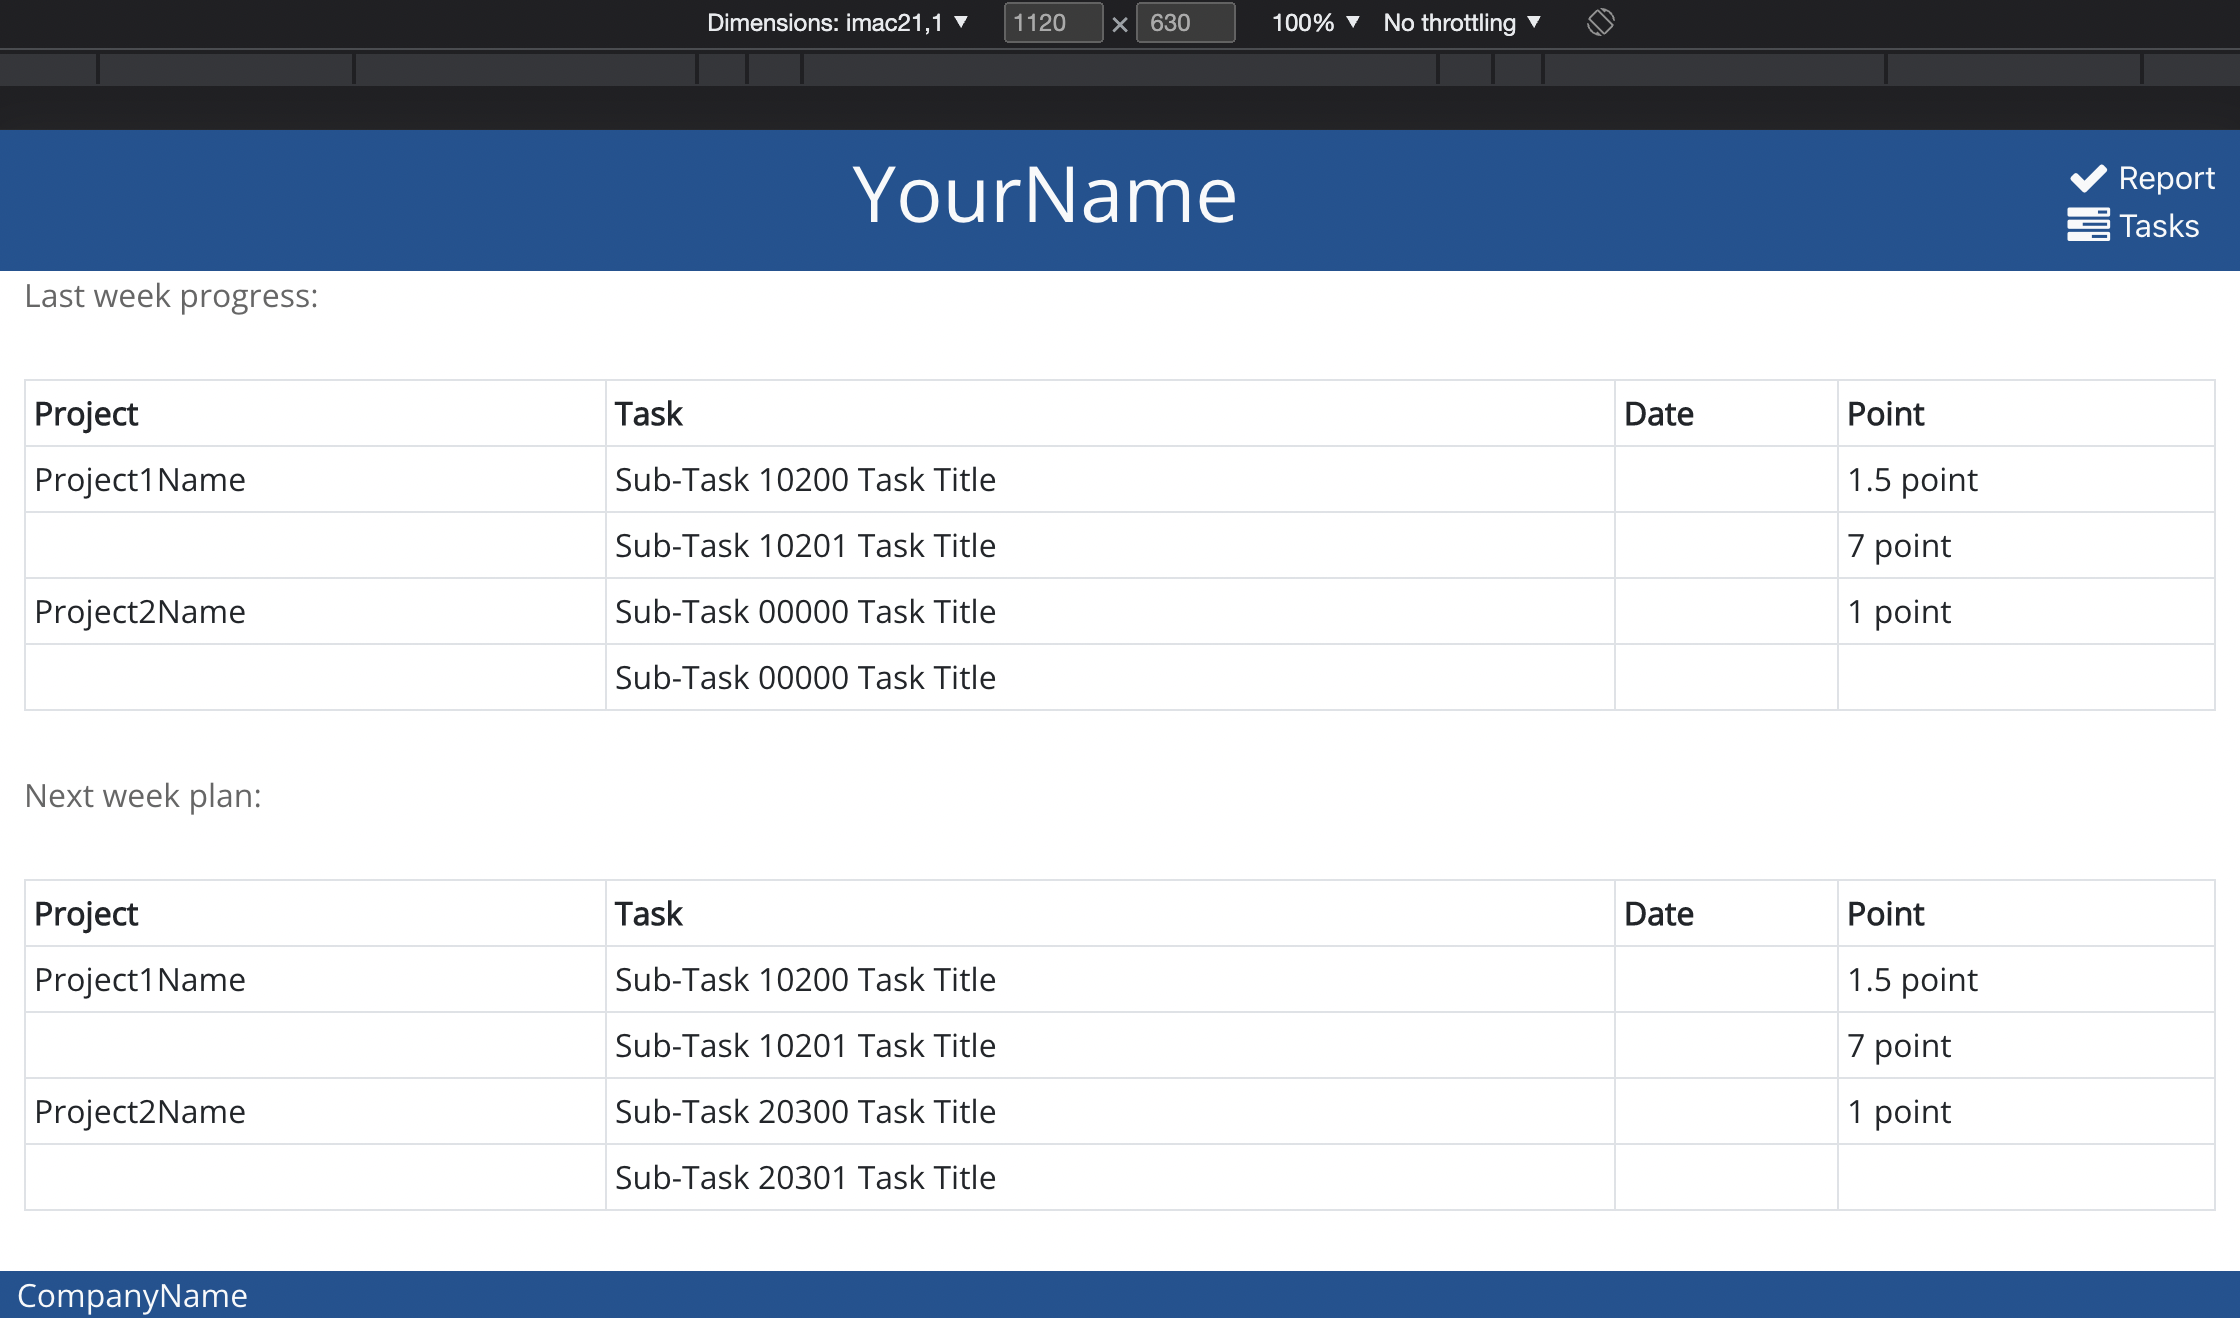 Dimensions: imac21,1 ▼ 1120 × 630 100% ▼ No throttling ▼
YourName
Report
Tasks
Last week progress:
Project Task Date Point
Project1Name Sub-Task 10200 Task Title 1.5 point
Sub-Task 10201 Task Title 7 point
Project2Name Sub-Task 00000 Task Title 1 point
Sub-Task 00000 Task Title
Next week plan:
Project Task Date Point
Project1Name Sub-Task 10200 Task Title 1.5 point
Sub-Task 10201 Task Title 7 point
Project2Name Sub-Task 20300 Task Title 1 point
Sub-Task 20301 Task Title
CompanyName